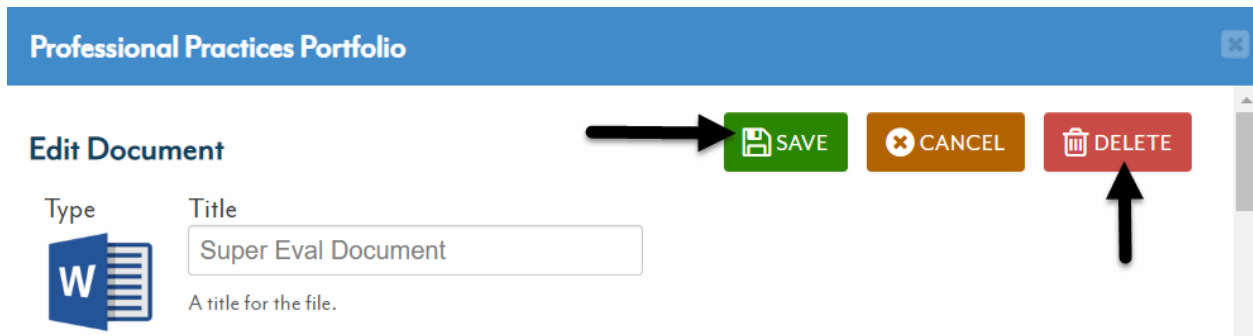 Professional Practices Portfolio
Edit Document
SAVE
CANCEL
DELETE
Type
Title
W
Super Eval Document
A title for the file.